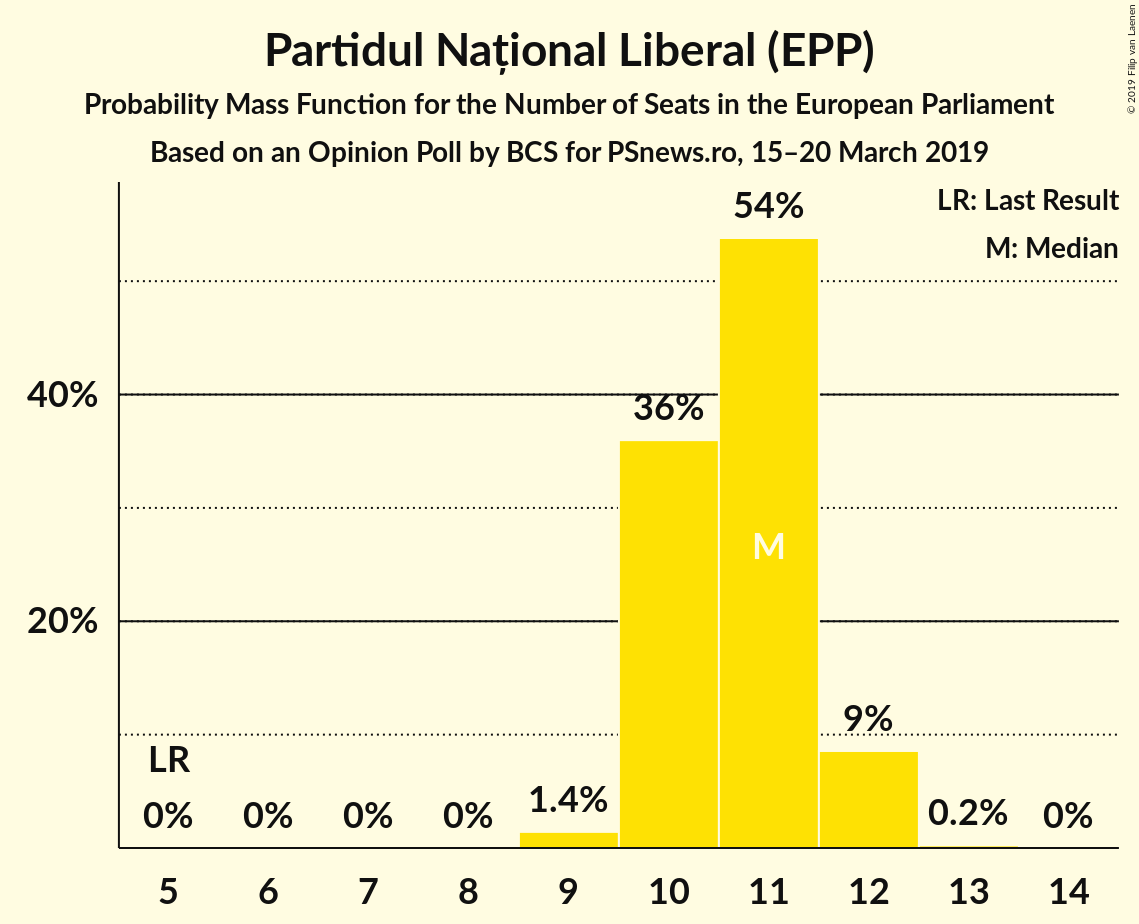 Partidul Național Liberal (EPP)
Probability Mass Function for the Number of Seats in the European Parliament
Based on an Opinion Poll by BCS for PSnews.ro, 15–20 March 2019
© 2019 Filip van Laenen
LR: Last Result
M: Median
54%
40%
36%
M
20%
9%
LR
0%
0%
0%
0%
1.4%
0.2%
0%
5 6 7 8 9 10 11 12 13 14